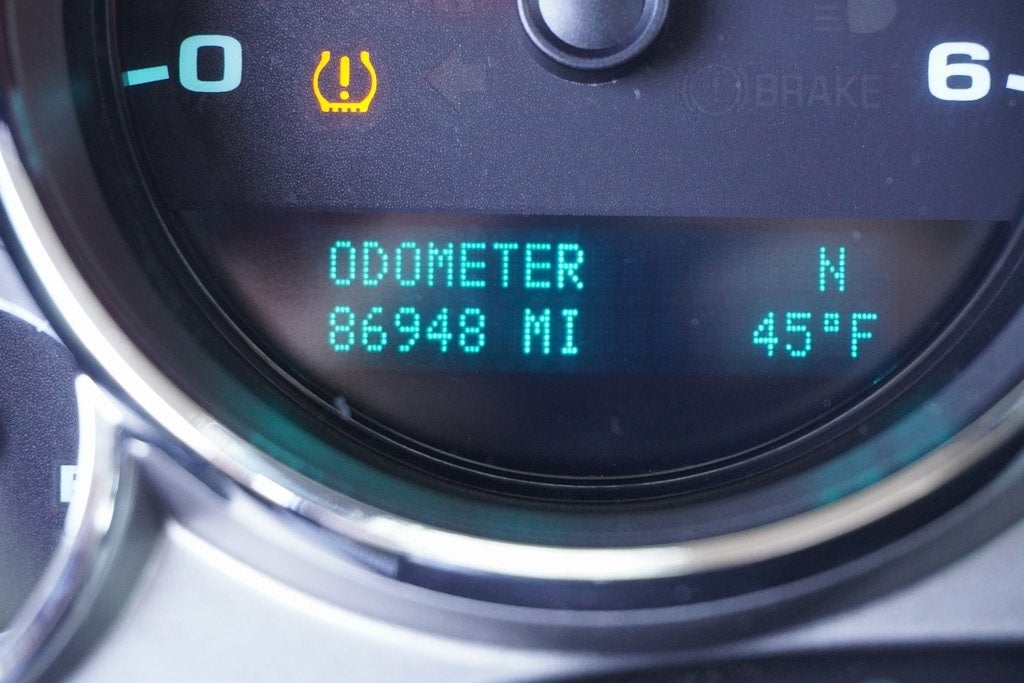 0
6
BRAKE
ODOMETER N
86948 MI 45°F